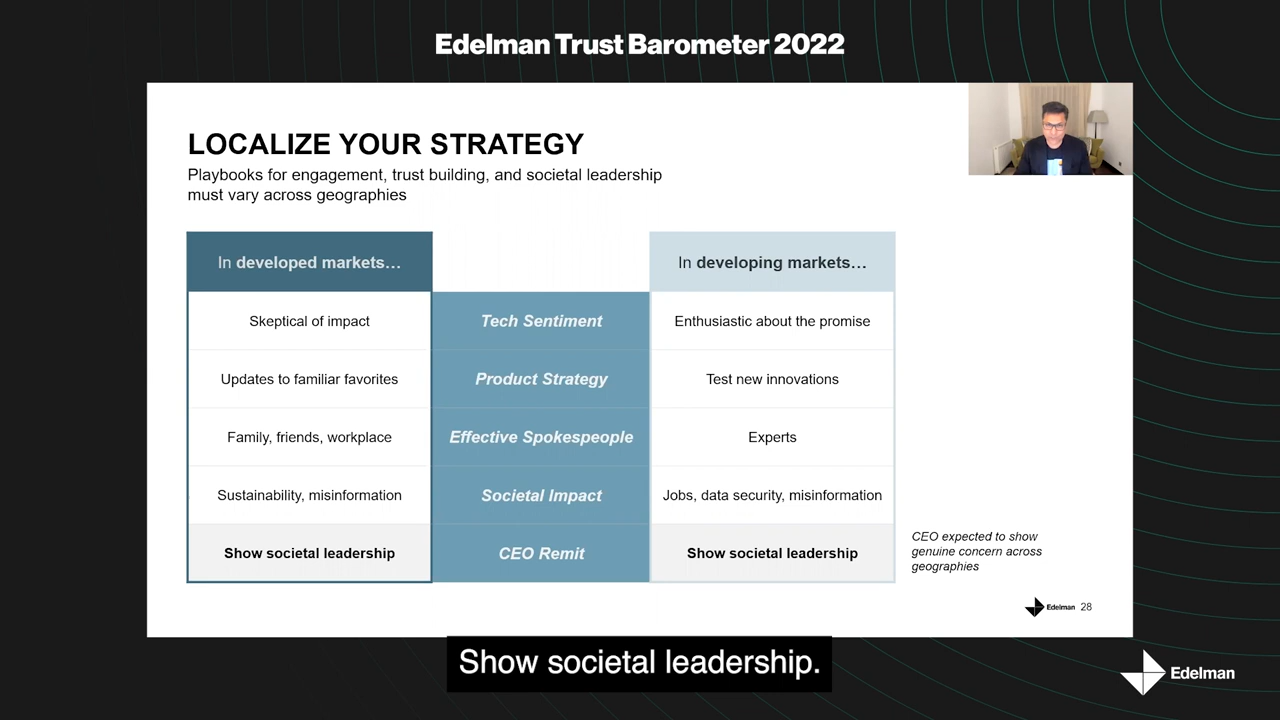 Edelman Trust Barometer 2022
LOCALIZE YOUR STRATEGY
Playbooks for engagement, trust building, and societal leadership
must vary across geographies
In developed markets…
In developing markets…
Skeptical of impact
Tech Sentiment
Enthusiastic about the promise
Updates to familiar favorites
Product Strategy
Test new innovations
Family, friends, workplace
Effective Spokespeople
Experts
Sustainability, misinformation
Societal Impact
Jobs, data security, misinformation
Show societal leadership
CEO Remit
Show societal leadership
CEO expected to show
genuine concern across
geographies
Edelman 28
Show societal leadership.
Edelman